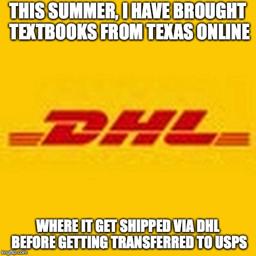 THIS SUMMER, I HAVE BROUGHT
TEXTBOOKS FROM TEXAS ONLINE
DHL
WHERE IT GET SHIPPED VIA DHL
BEFORE GETTING TRANSFERRED TO USPS
imgflip.com